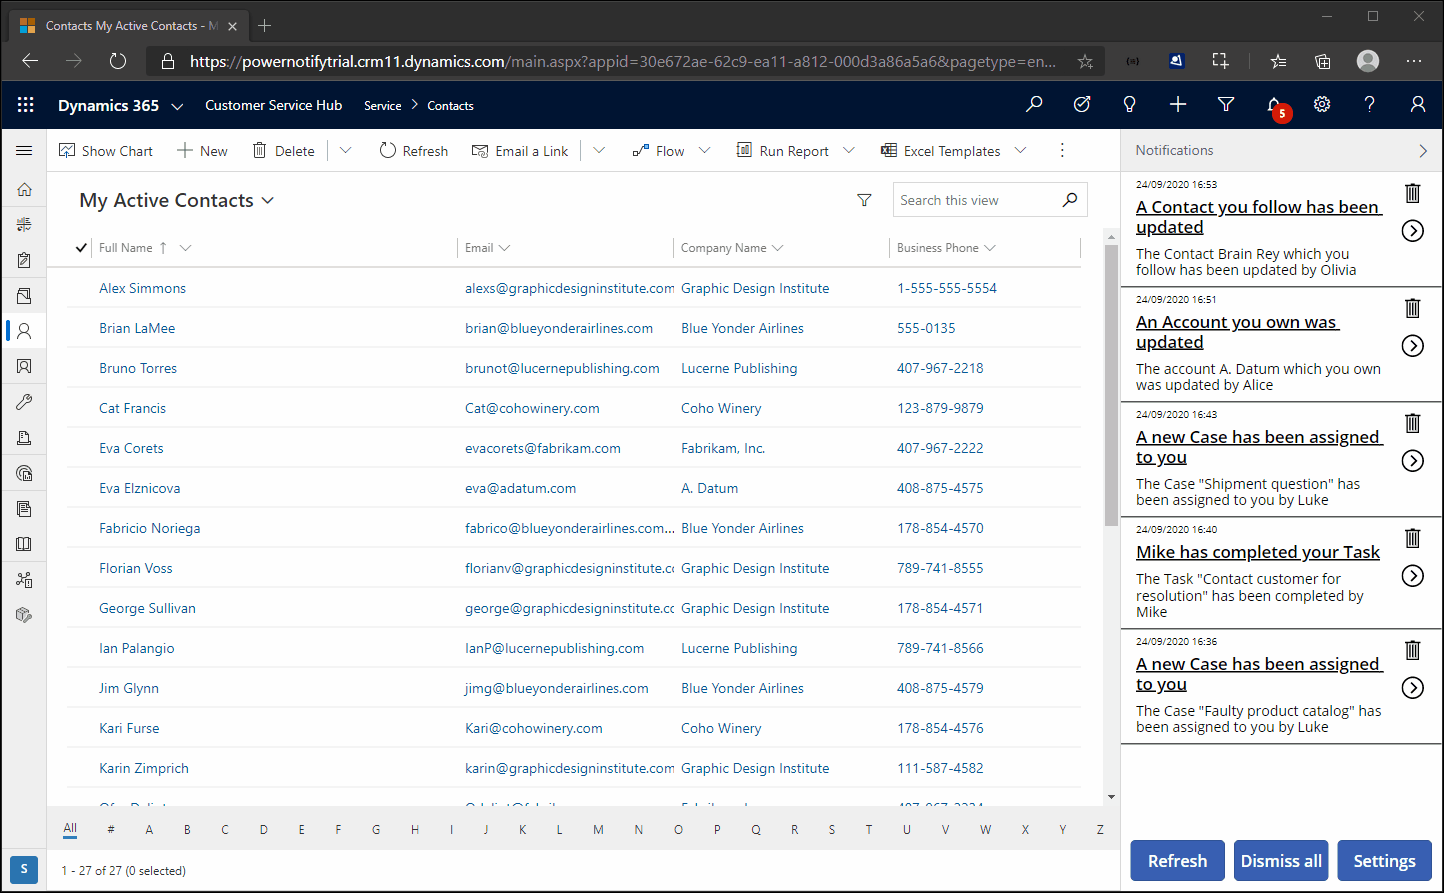 Contacts My Active Contacts - M
https://powernotifytrial.crm11.dynamics.com/main.aspx?appid=30e672ae-62c9-ea11-a812-000d3a86a5a6&pagetype=en...
Dynamics 365 Customer Service Hub Service > Contacts
5
Show Chart New Delete Refresh Email a Link Flow Run Report Excel Templates
My Active Contacts
Search this view
Full Name ↑ Email Company Name Business Phone
Alex Simmons alexs@graphicdesigninstitute.com Graphic Design Institute 1-555-555-5554
Brian LaMee brian@blueyonderairlines.com Blue Yonder Airlines 555-0135
Bruno Torres brunot@lucernepublishing.com Lucerne Publishing 407-967-2218
Cat Francis Cat@cohowinery.com Coho Winery 123-879-9879
Eva Corets evacorets@fabrikam.com Fabrikam, Inc. 407-967-2222
Eva Elznicova eva@adatum.com A. Datum 408-875-4575
Fabricio Noriega fabrico@blueyonderairlines.com... Blue Yonder Airlines 178-854-4570
Florian Voss florianv@graphicdesigninstitute.co Graphic Design Institute 789-741-8555
George Sullivan george@graphicdesigninstitute.co Graphic Design Institute 178-854-4571
Ian Palangio IanP@lucernepublishing.com Lucerne Publishing 789-741-8566
Jim Glynn jimg@blueyonderairlines.com Blue Yonder Airlines 408-875-4579
Kari Furse Kari@cohowinery.com Coho Winery 178-854-4576
Karin Zimprich karin@graphicdesigninstitute.com Graphic Design Institute 111-587-4582
All # A B C D E F G H I J K L M N O P Q R S T U V W X Y Z
S
1 - 27 of 27 (0 selected)
Notifications
24/09/2020 16:53
A Contact you follow has been
updated
The Contact Brain Rey which you
follow has been updated by Olivia
24/09/2020 16:51
An Account you own was
updated
The account A. Datum which you own
was updated by Alice
24/09/2020 16:43
A new Case has been assigned
to you
The Case "Shipment question" has
been assigned to you by Luke
24/09/2020 16:40
Mike has completed your Task
The Task "Contact customer for
resolution" has been completed by
Mike
24/09/2020 16:36
A new Case has been assigned
to you
The Case "Faulty product catalog" has
been assigned to you by Luke
Refresh Dismiss all Settings